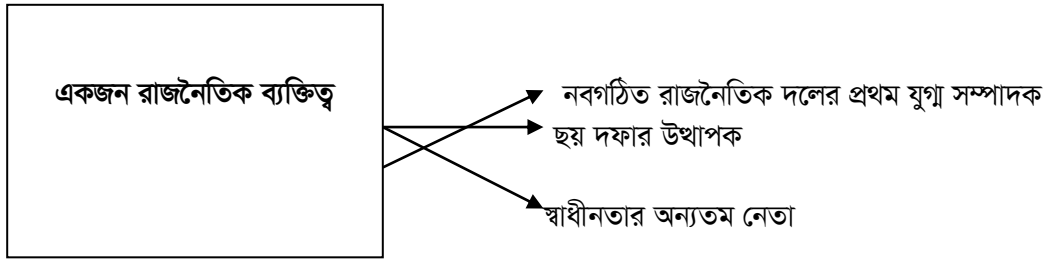 একজন রাজনৈতিক ব্যক্তিত্ব
নবগঠিত রাজনৈতিক দলের প্রথম যুগ্ম সম্পাদক
ছয় দফার উত্থাপক
স্বাধীনতার অন্যতম নেতা